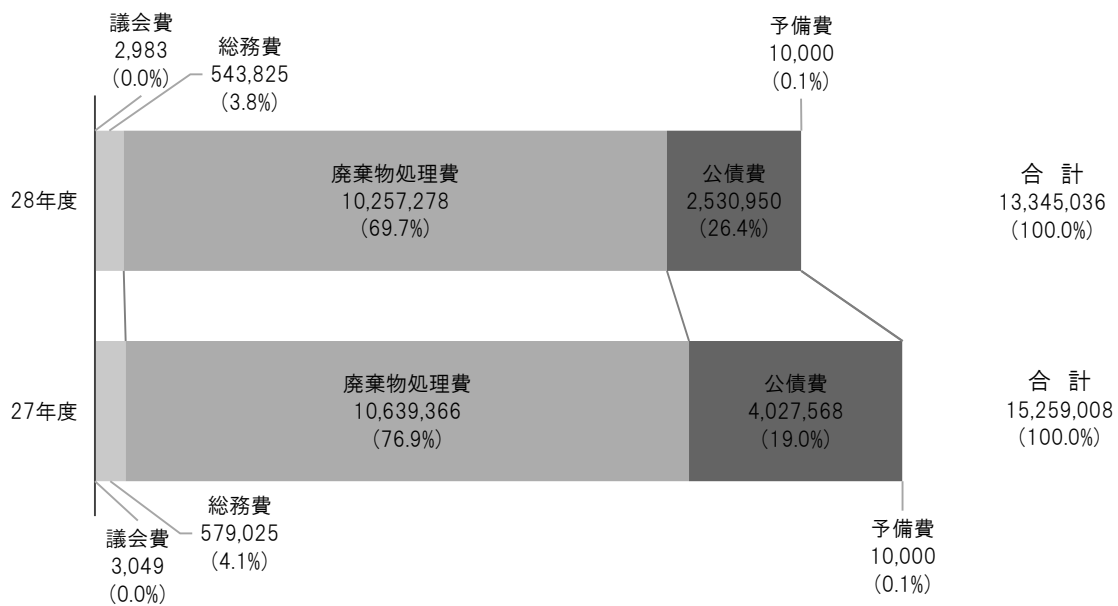 議会費
2,983
(0.0%)
総務費
543,825
(3.8%)
予備費
10,000
(0.1%)
28年度
廃棄物処理費
10,257,278
(69.7%)
公債費
2,530,950
(26.4%)
合 計
13,345,036
(100.0%)
27年度
廃棄物処理費
10,639,366
(76.9%)
公債費
4,027,568
(19.0%)
合 計
15,259,008
(100.0%)
議会費
3,049
(0.0%)
総務費
579,025
(4.1%)
予備費
10,000
(0.1%)